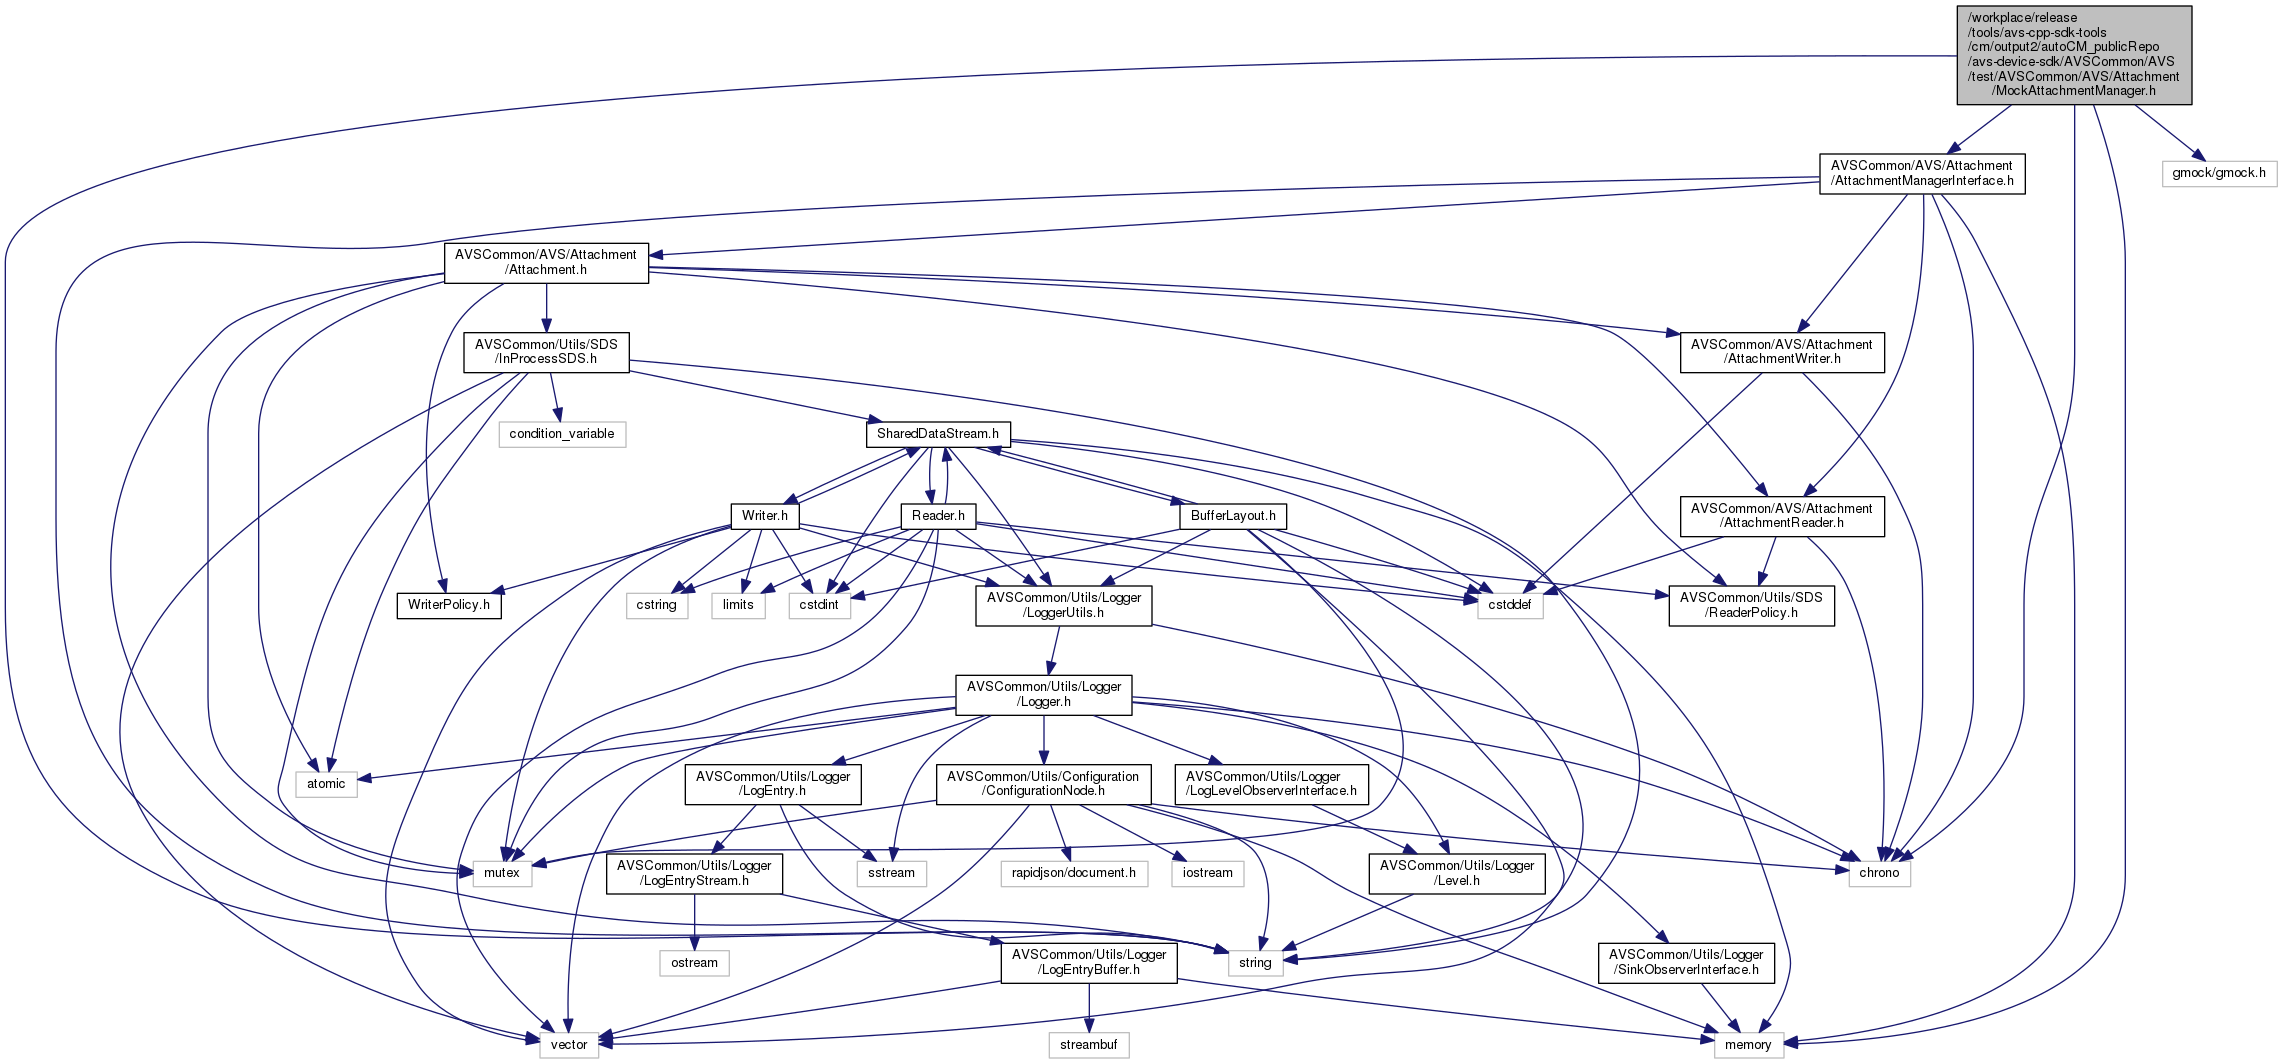 /workplace/release
/tools/avs-cpp-sdk-tools
/cm/output2/autoCM_publicRepo
/avs-device-sdk/AVSCommon/AVS
/test/AVSCommon/AVS/Attachment
/MockAttachmentManager.h
AVSCommon/AVS/Attachment
/AttachmentManagerInterface.h
gmock/gmock.h
AVSCommon/AVS/Attachment
/Attachment.h
AVSCommon/Utils/SDS
/InProcessSDS.h
AVSCommon/AVS/Attachment
/AttachmentWriter.h
condition_variable
SharedDataStream.h
Writer.h
Reader.h
BufferLayout.h
AVSCommon/AVS/Attachment
/AttachmentReader.h
WriterPolicy.h
cstring
limits
cstdint
AVSCommon/Utils/Logger
/LoggerUtils.h
cstddef
AVSCommon/Utils/SDS
/ReaderPolicy.h
AVSCommon/Utils/Logger
/Logger.h
atomic
AVSCommon/Utils/Logger
/LogEntry.h
AVSCommon/Utils/Configuration
/ConfigurationNode.h
AVSCommon/Utils/Logger
/LogLevelObserverInterface.h
mutex
AVSCommon/Utils/Logger
/LogEntryStream.h
sstream
rapidjson/document.h
iostream
AVSCommon/Utils/Logger
/Level.h
chrono
ostream
AVSCommon/Utils/Logger
/LogEntryBuffer.h
string
AVSCommon/Utils/Logger
/SinkObserverInterface.h
vector
streambuf
memory